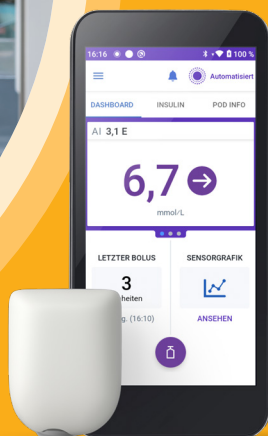 16:16 100 %
Automatisiert
DASHBOARD INSULIN POD INFO
AI 3,1 E
6,7
mmol/L
LETZTER BOLUS SENSORGRAFIK
3
heiten
g. (16:10) ANSEHEN